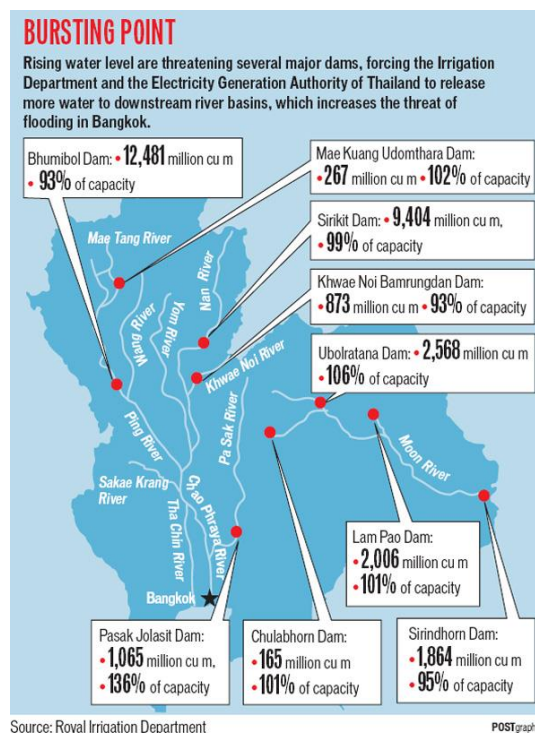 BURSTING POINT
Rising water level are threatening several major dams, forcing the Irrigation
Department and the Electricity Generation Authority of Thailand to release
more water to downstream river basins, which increases the threat of
flooding in Bangkok.
Bhumibol Dam: • 12,481 million cu m
• 93% of capacity
Mae Kuang Udomthara Dam:
• 267 million cu m • 102% of capacity
Sirikit Dam: • 9,404 million cu m,
• 99% of capacity
Khwae Noi Bamrungdan Dam:
• 873 million cu m • 93% of capacity
Ubolratana Dam: • 2,568 million cu m
• 106% of capacity
Mae Tang River
Wang River
Yom River
Nan River
Khwae Noi River
Ping River
Pa Sak River
Moon River
Sakae Krang
River
Tha Chin River
Chao Phraya River
Bangkok
Lam Pao Dam:
• 2,006
million cu m
• 101%
of capacity
Pasak Jolasit Dam:
• 1,065 million cu m,
• 136% of capacity
Chulabhorn Dam:
• 165 million cu m
• 101% of capacity
Sirindhorn Dam:
• 1,864 million cu m
• 95% of capacity
Source: Royal Irrigation Department
POSTgraph